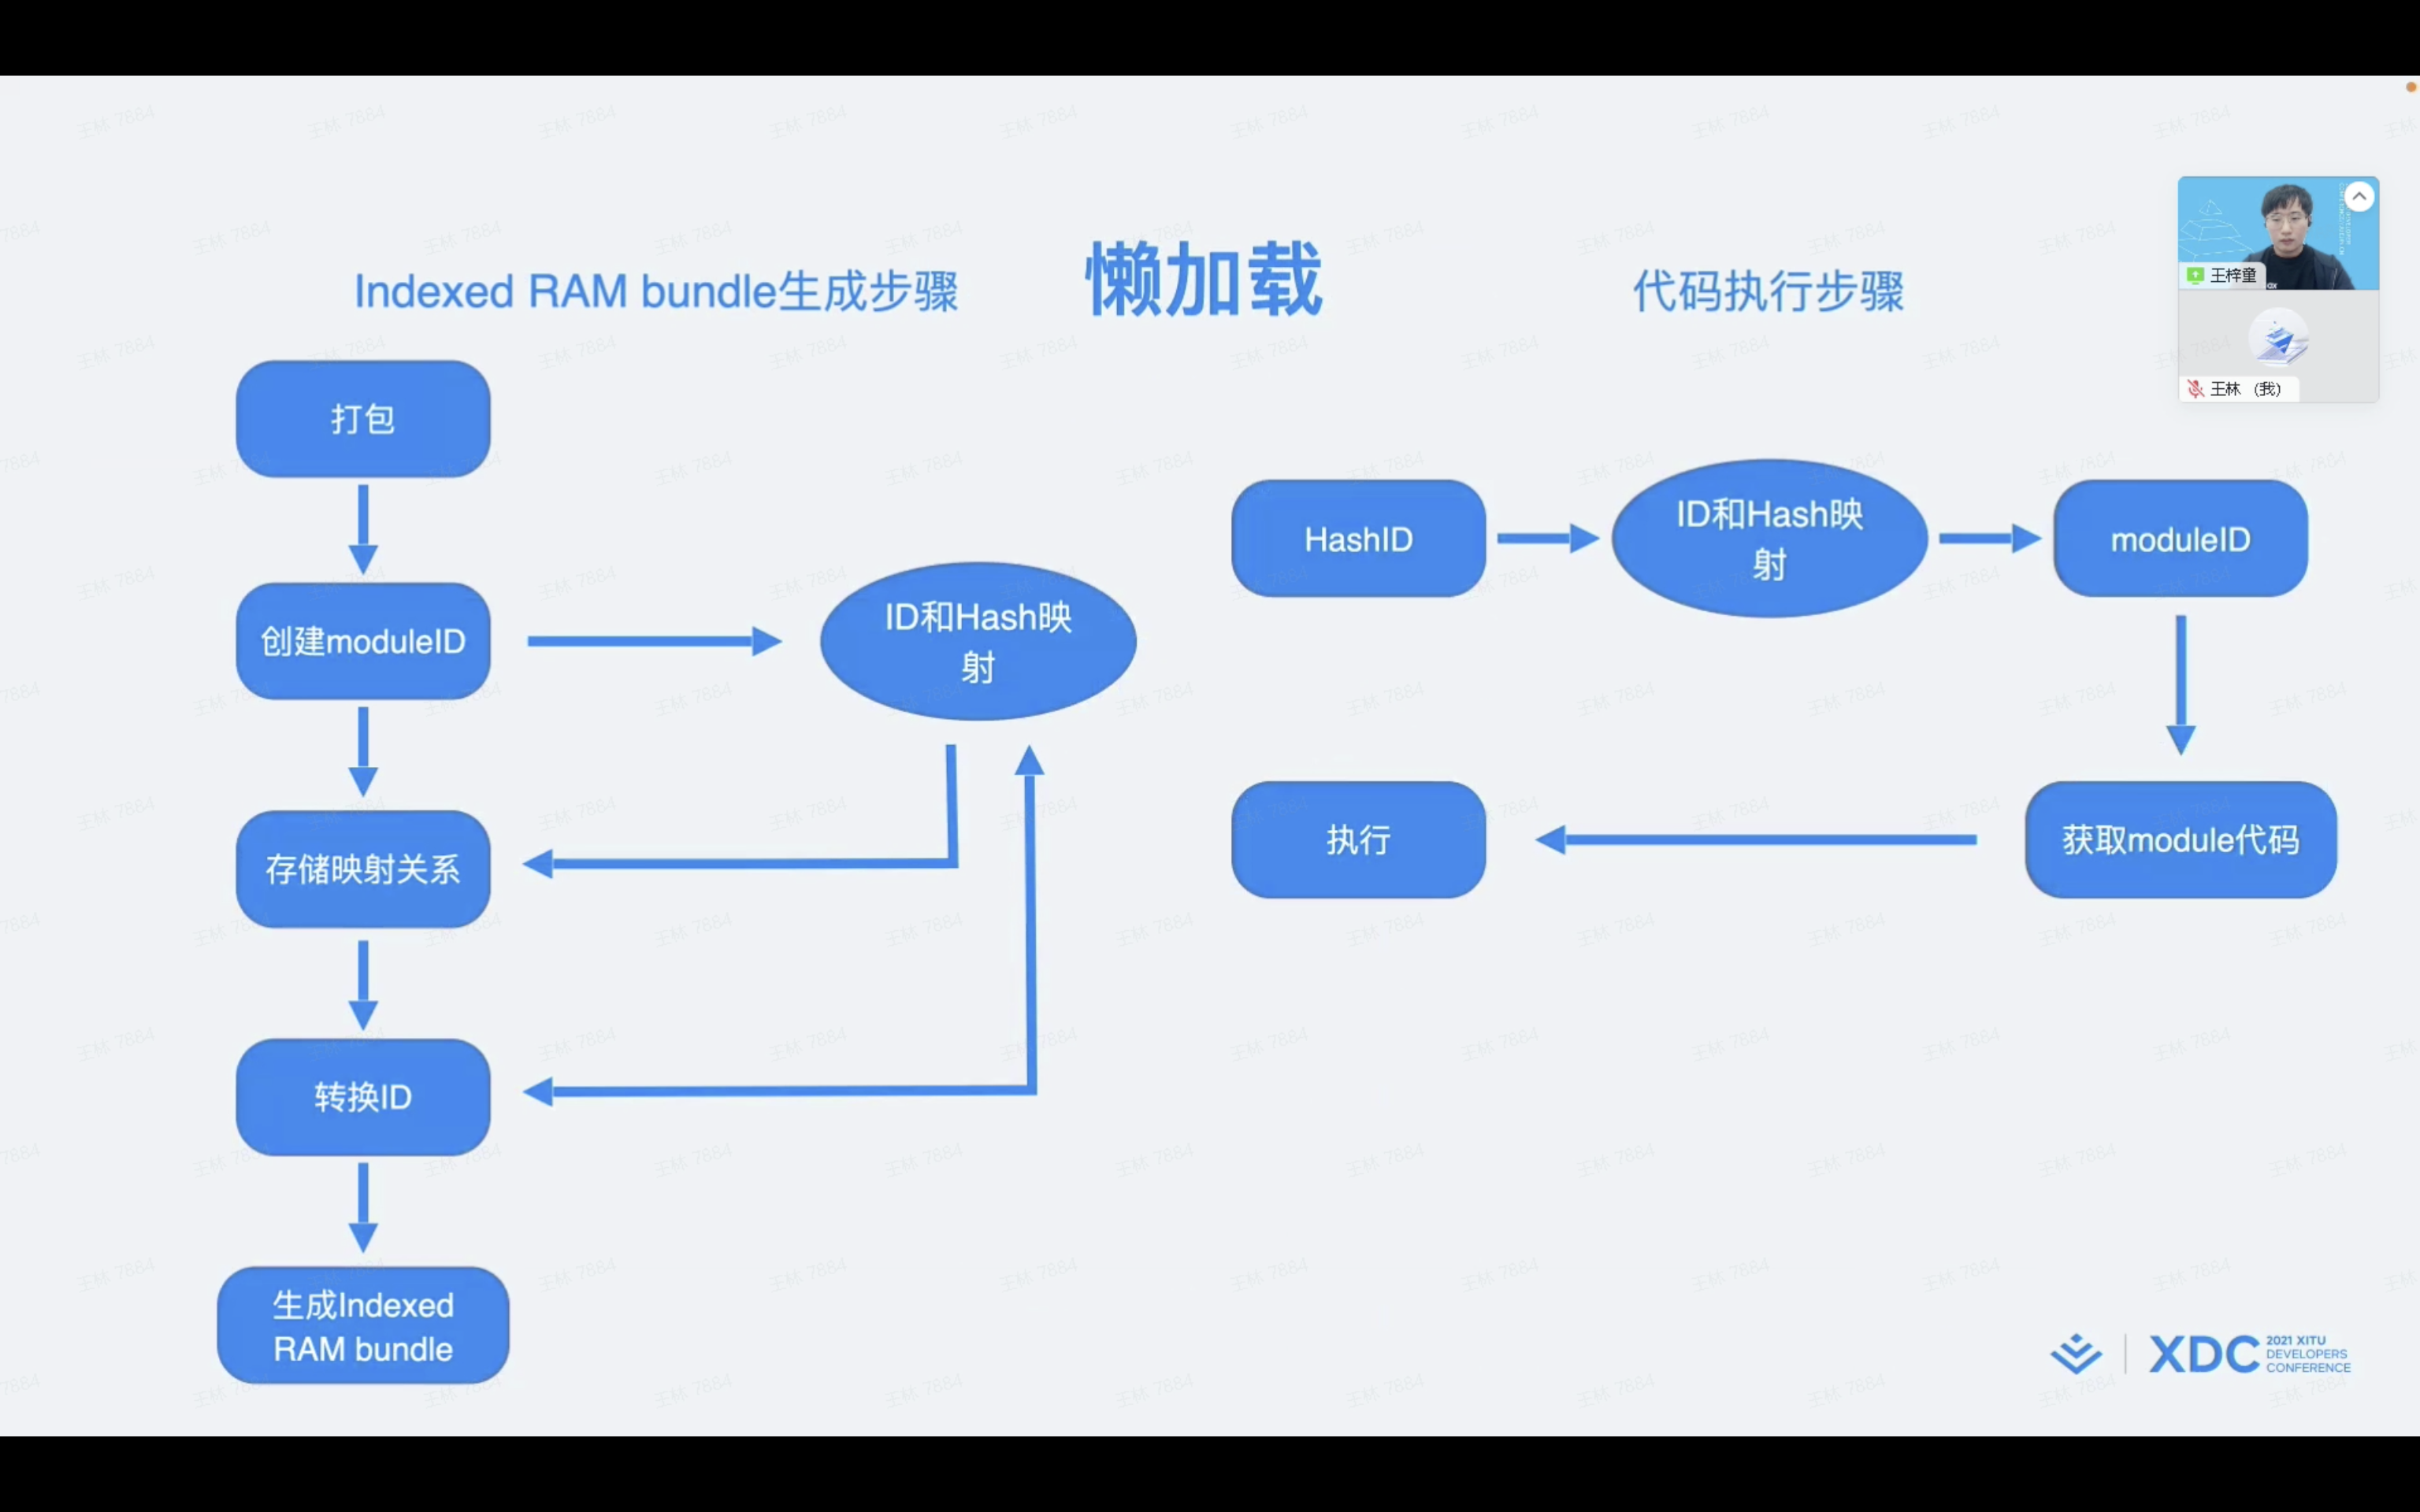 懒加载
Indexed RAM bundle生成步骤
打包
创建moduleID
ID和Hash映
射
存储映射关系
转换ID
生成Indexed
RAM bundle
代码执行步骤
HashID
ID和Hash映
射
moduleID
获取module代码
执行
王梓童
王林 (我)
XDC
2021 XITU
DEVELOPERS
CONFERENCE
王林 7884